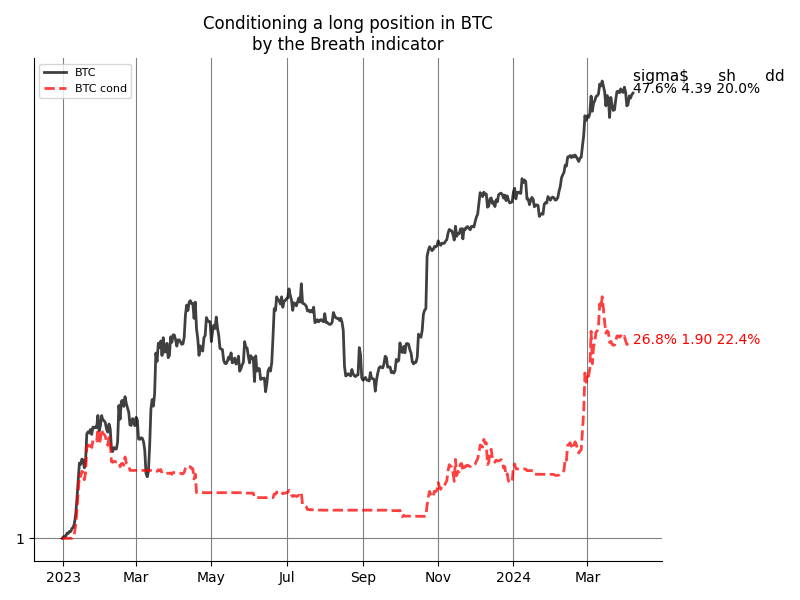 Conditioning a long position in BTC
by the Breath indicator
sigma$ sh dd
BTC
47.6% 4.39 20.0%
BTC cond
26.8% 1.90 22.4%
1
2023 Mar May Jul Sep Nov 2024 Mar